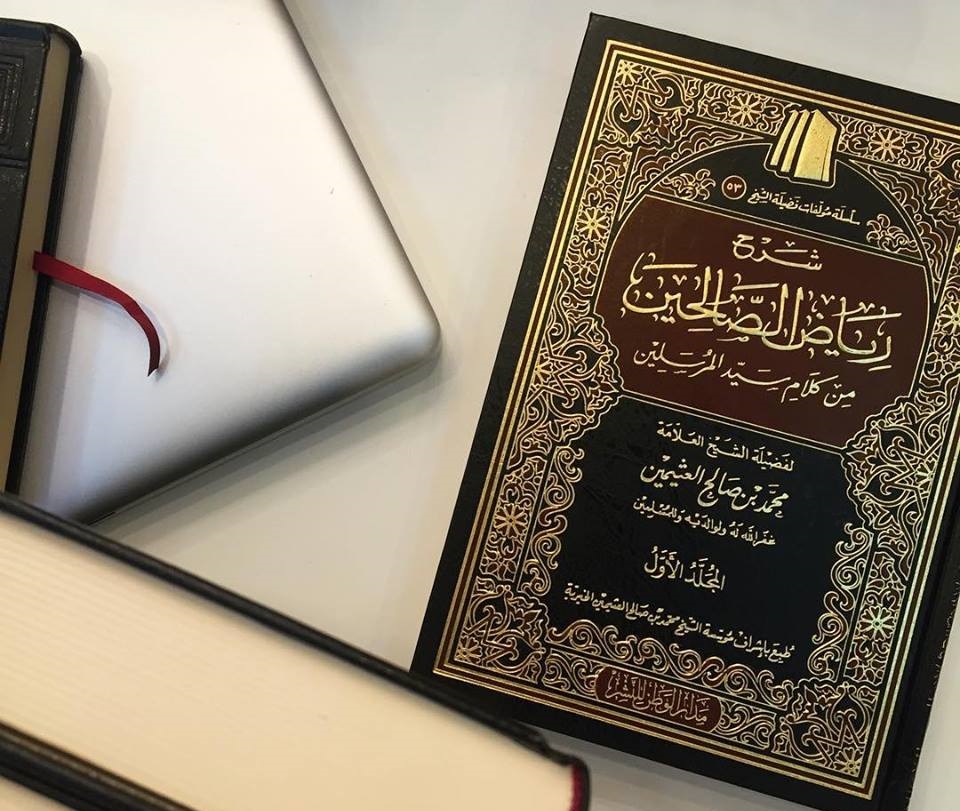 سلسلة مؤلفات فضيلة الشيخ ٥٣
شرح
رياض الصالحين
من كلام سيد المرسلين
لفضيلة الشيخ العلامة
محمد بن صالح العثيمين
غفر الله له ولوالديه وللمسلمين
المجلد الأول
طبع بإشراف مؤسسة الشيخ محمد بن صالح العثيمين الخيرية
مدار الوطن للنشر